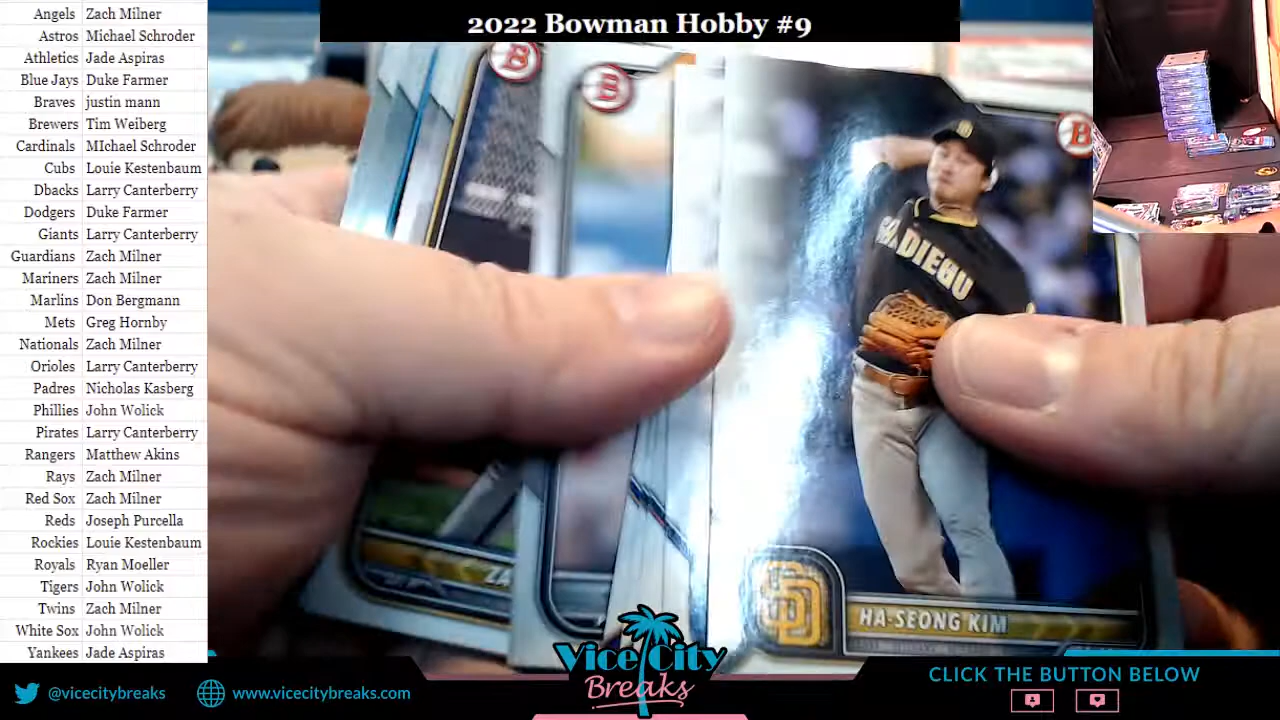 2022 Bowman Hobby #9
Angels Zach Milner
Astros Michael Schroder
Athletics Jade Aspiras
Blue Jays Duke Farmer
Braves justin mann
Brewers Tim Weiberg
Cardinals MIchael Schroder
Cubs Louie Kestenbaum
Dbacks Larry Canterberry
Dodgers Duke Farmer
Giants Larry Canterberry
Guardians Zach Milner
Mariners Zach Milner
Marlins Don Bergmann
Mets Greg Hornby
Nationals Zach Milner
Orioles Larry Canterberry
Padres Nicholas Kasberg
Phillies John Wolick
Pirates Larry Canterberry
Rangers Matthew Akins
Rays Zach Milner
Red Sox Zach Milner
Reds Joseph Purcella
Rockies Louie Kestenbaum
Royals Ryan Moeller
Tigers John Wolick
Twins Zach Milner
White Sox John Wolick
Yankees Jade Aspiras
B
B
B
SAN DIEGO
SD
HA-SEONG KIM
ZA
Vice City
Breaks
@vicecitybreaks
www.vicecitybreaks.com
CLICK THE BUTTON BELOW